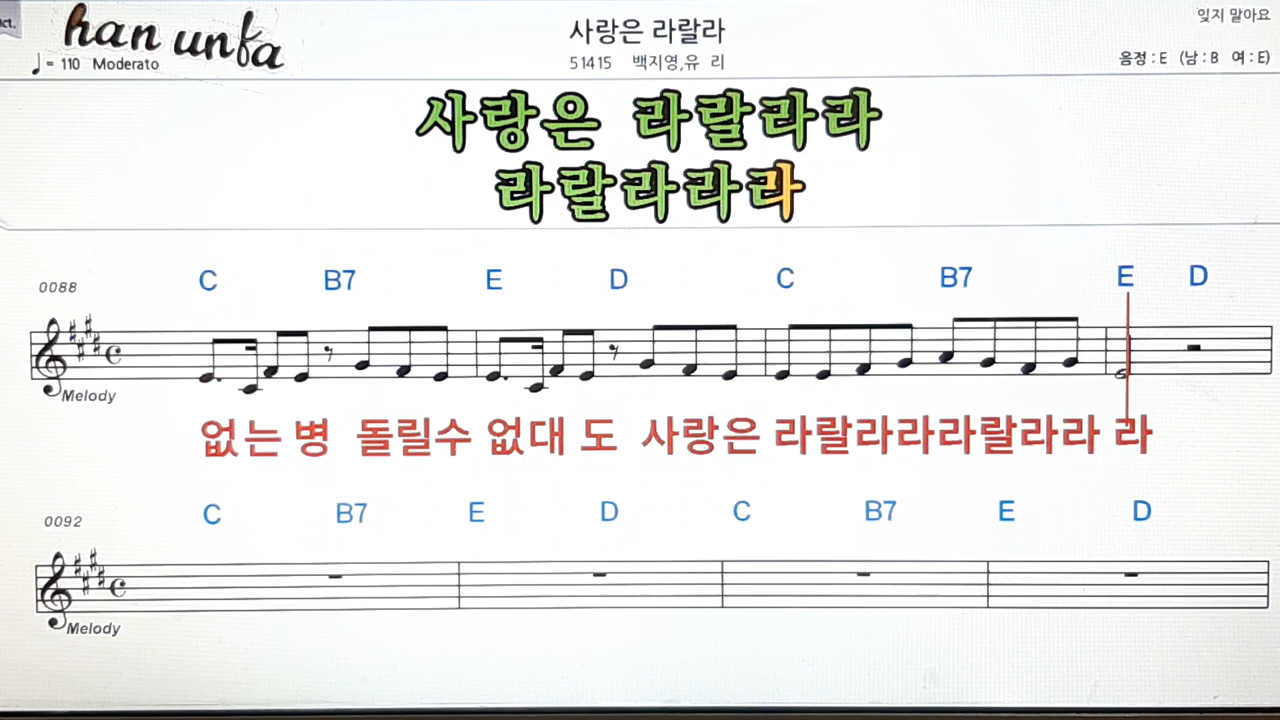 ct.
han unfa
♩= 110 Moderato
사랑은 라랄라
51415 백지영,유 리
잊지 말아요
음정 : E (남 : B 여 : E)
사랑은 라랄라라
라랄라라라
C B7 E D C B7 E D
0088
Melody
없는 병 돌릴수 없대 도 사랑은 라랄라라라랄라라 라
C B7 E D C B7 E D
0092
Melody